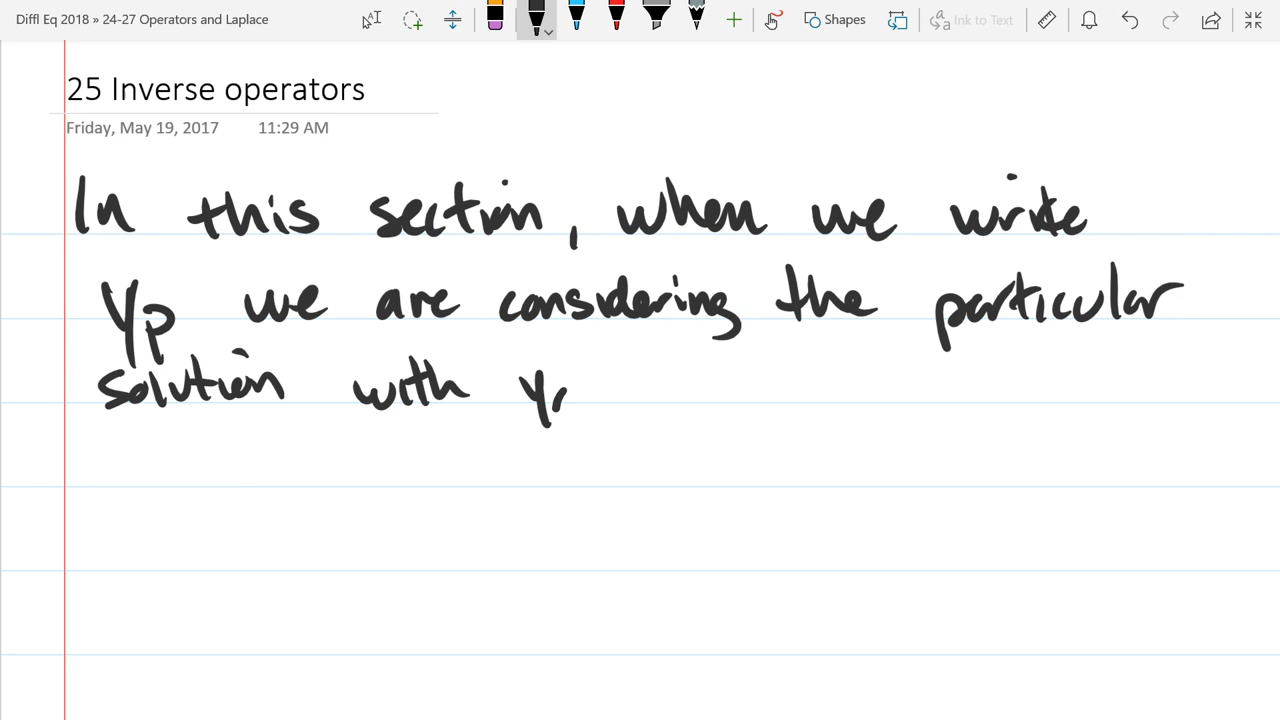 Diffl Eq 2018 » 24-27 Operators and Laplace
Shapes
Ink to Text
25 Inverse operators
Friday, May 19, 2017 11:29 AM
In this section, when we write
yp we are considering the particular
solution with y